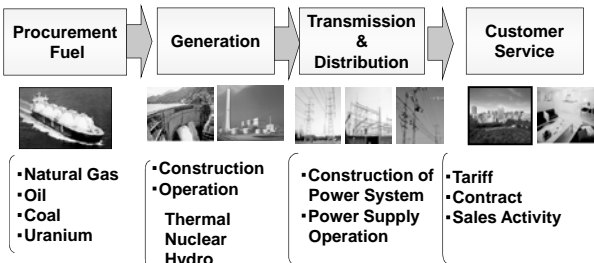 Procurement
Fuel
Generation
Transmission
&
Distribution
Customer
Service
▪Natural Gas
▪Oil
▪Coal
▪Uranium
▪Construction
▪Operation
Thermal
Nuclear
Hydro
▪Construction of
Power System
▪Power Supply
Operation
▪Tariff
▪Contract
▪Sales Activity